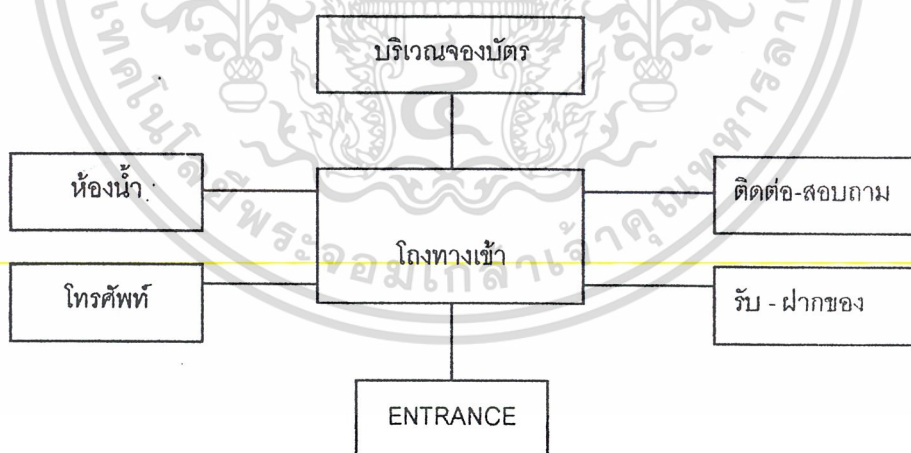 บริเวณจองบัตร
ห้องน้ำ
ติดต่อ-สอบถาม
โถงทางเข้า
โทรศัพท์
รับ - ฝากของ
ENTRANCE